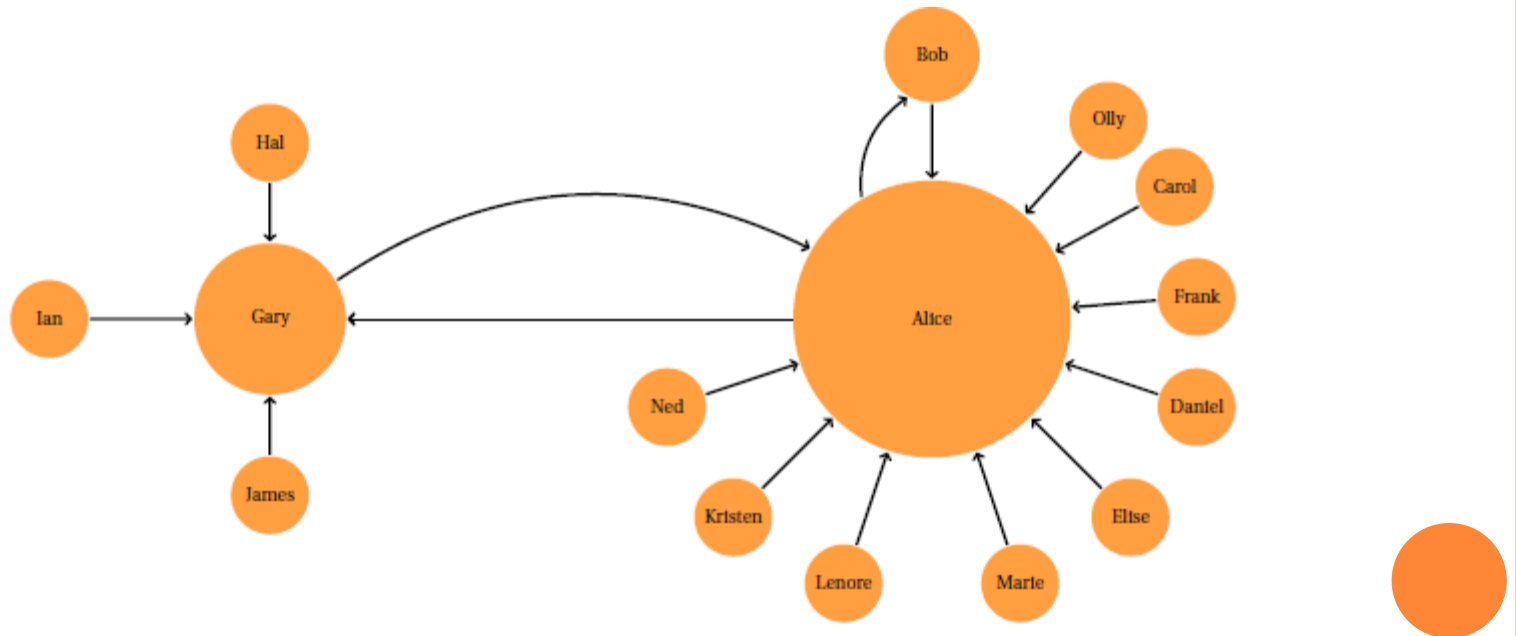 Bob
Olly
Hal
Carol
Frank
Ian
Gary
Alice
Ned
Daniel
James
Kristen
Elise
Lenore
Marie